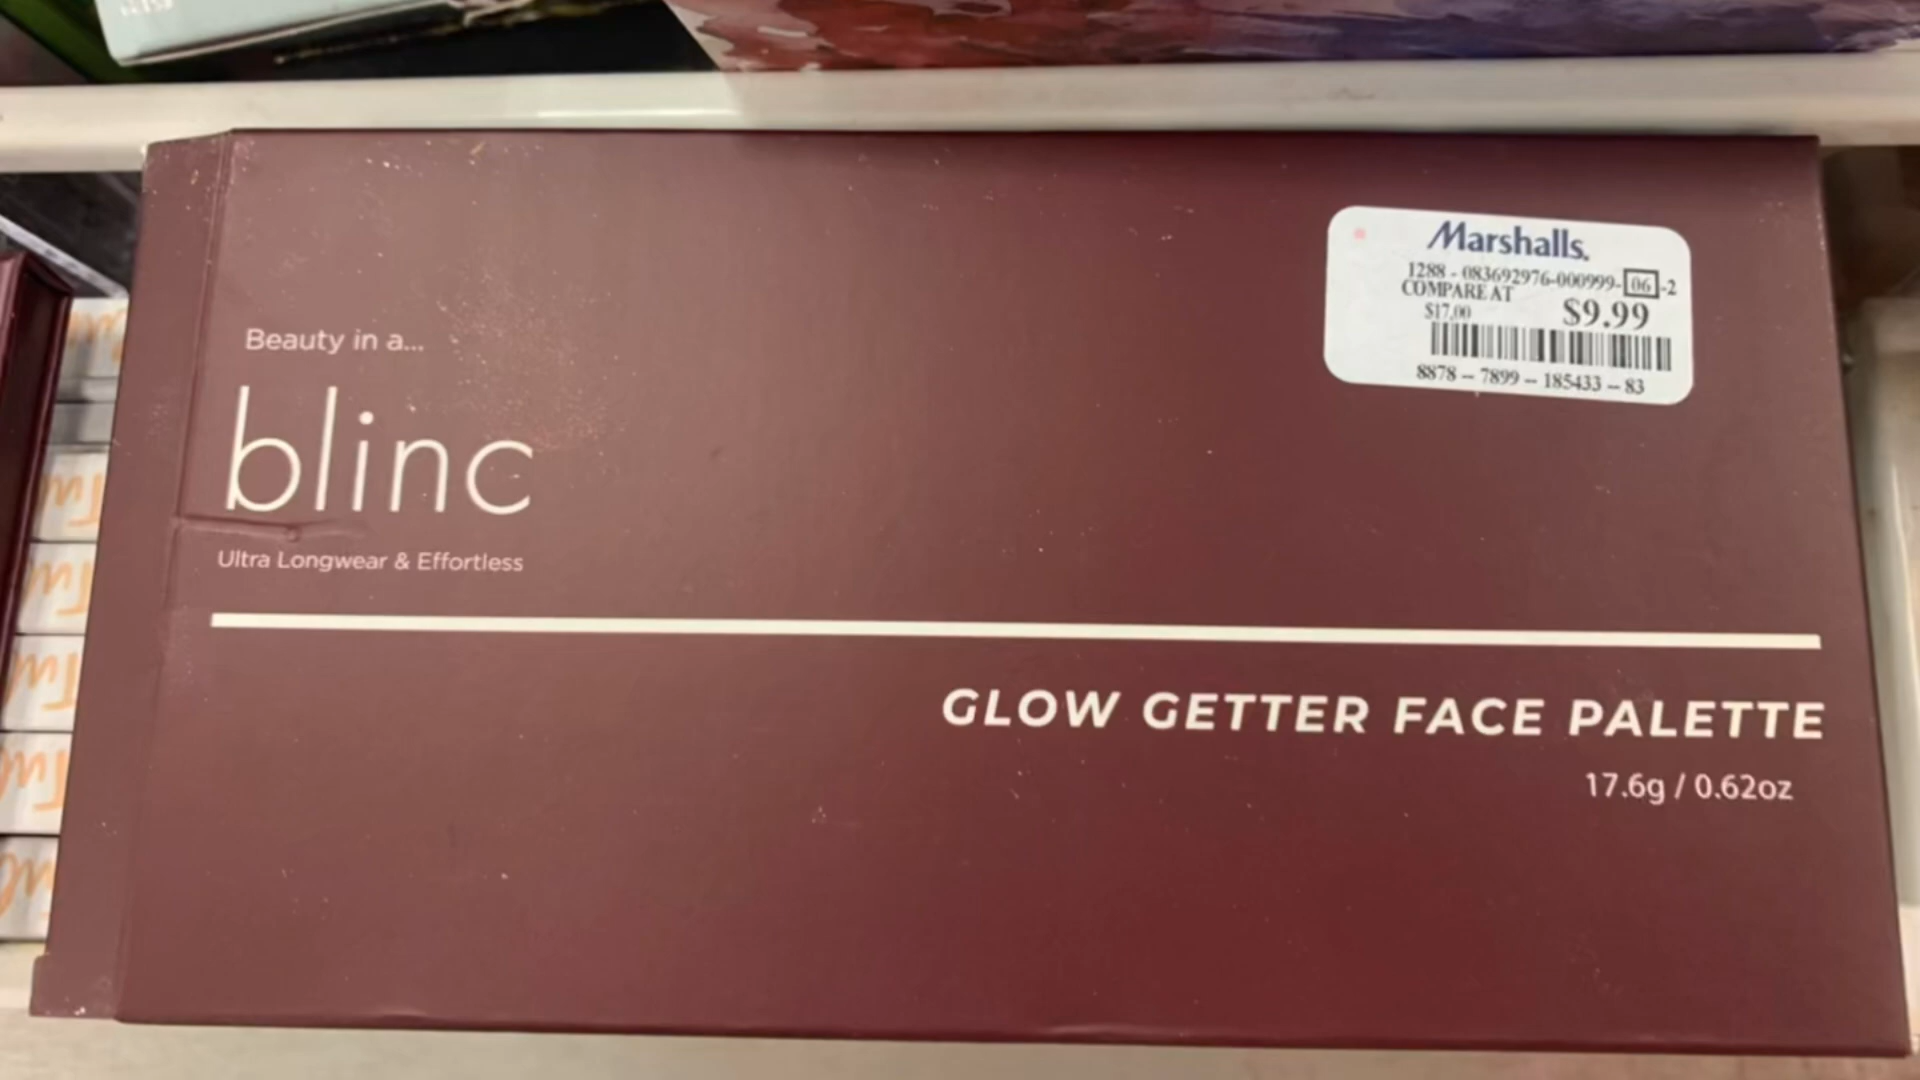 Marshalls.
1288 - 083692976-000999-06-2
COMPARE AT
$17.00
$9.99
8878 - 7899 - 185433 - 83
Beauty in a...
blinc
Ultra Longwear & Effortless
GLOW GETTER FACE PALETTE
17.6g / 0.62oz